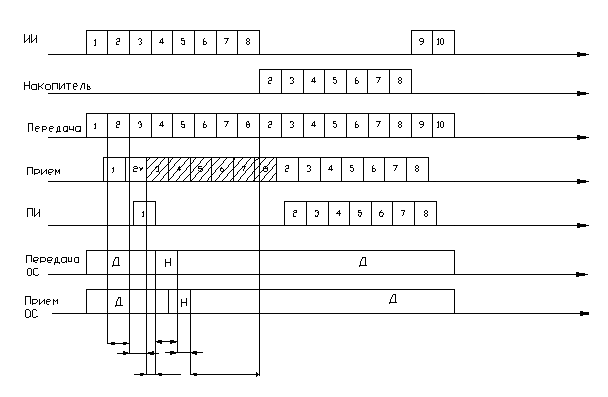 ИИ 1 2 3 4 5 6 7 8 9 10
Накопитель 2 3 4 5 6 7 8
Передача 1 2 3 4 5 6 7 8 2 3 4 5 6 7 8 9 10
Прием 1 2* 3 4 5 6 7 8 2 3 4 5 6 7 8
ПИ 1 2 3 4 5 6 7 8
Передача Д Н Д
ОС
Прием Д Н Д
ОС